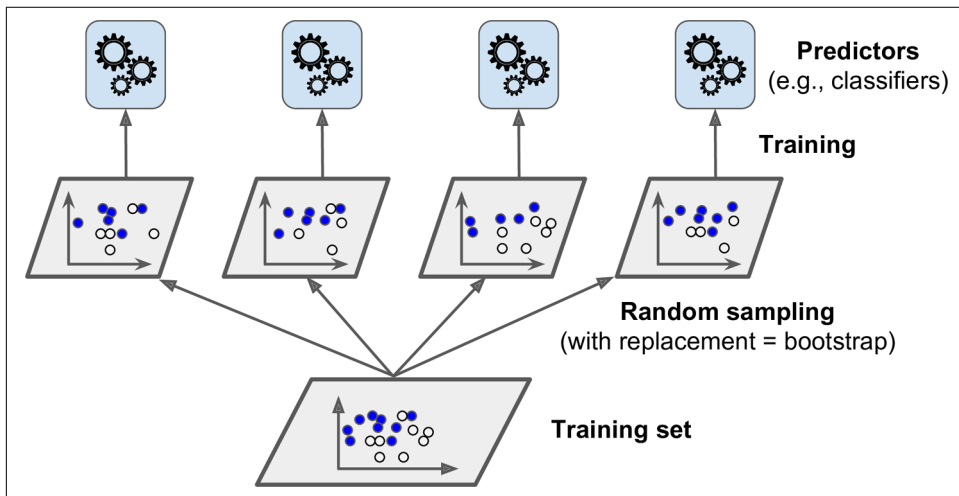 Predictors
(e.g., classifiers)
Training
Random sampling
(with replacement = bootstrap)
Training set